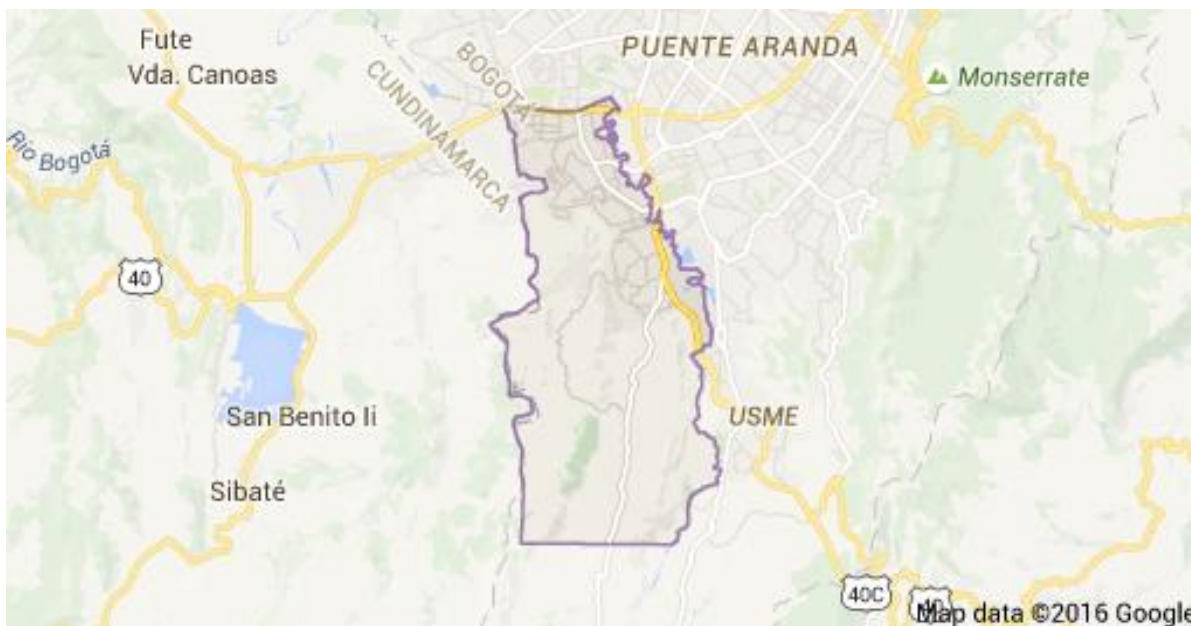 Fute
Vda. Canoas
BOGOTÁ
CUNDINAMARCA
PUENTE ARANDA
Monserrate
Río Bogotá
40
San Benito Ii
USME
Sibaté
40C
40
Map data ©2016 Google